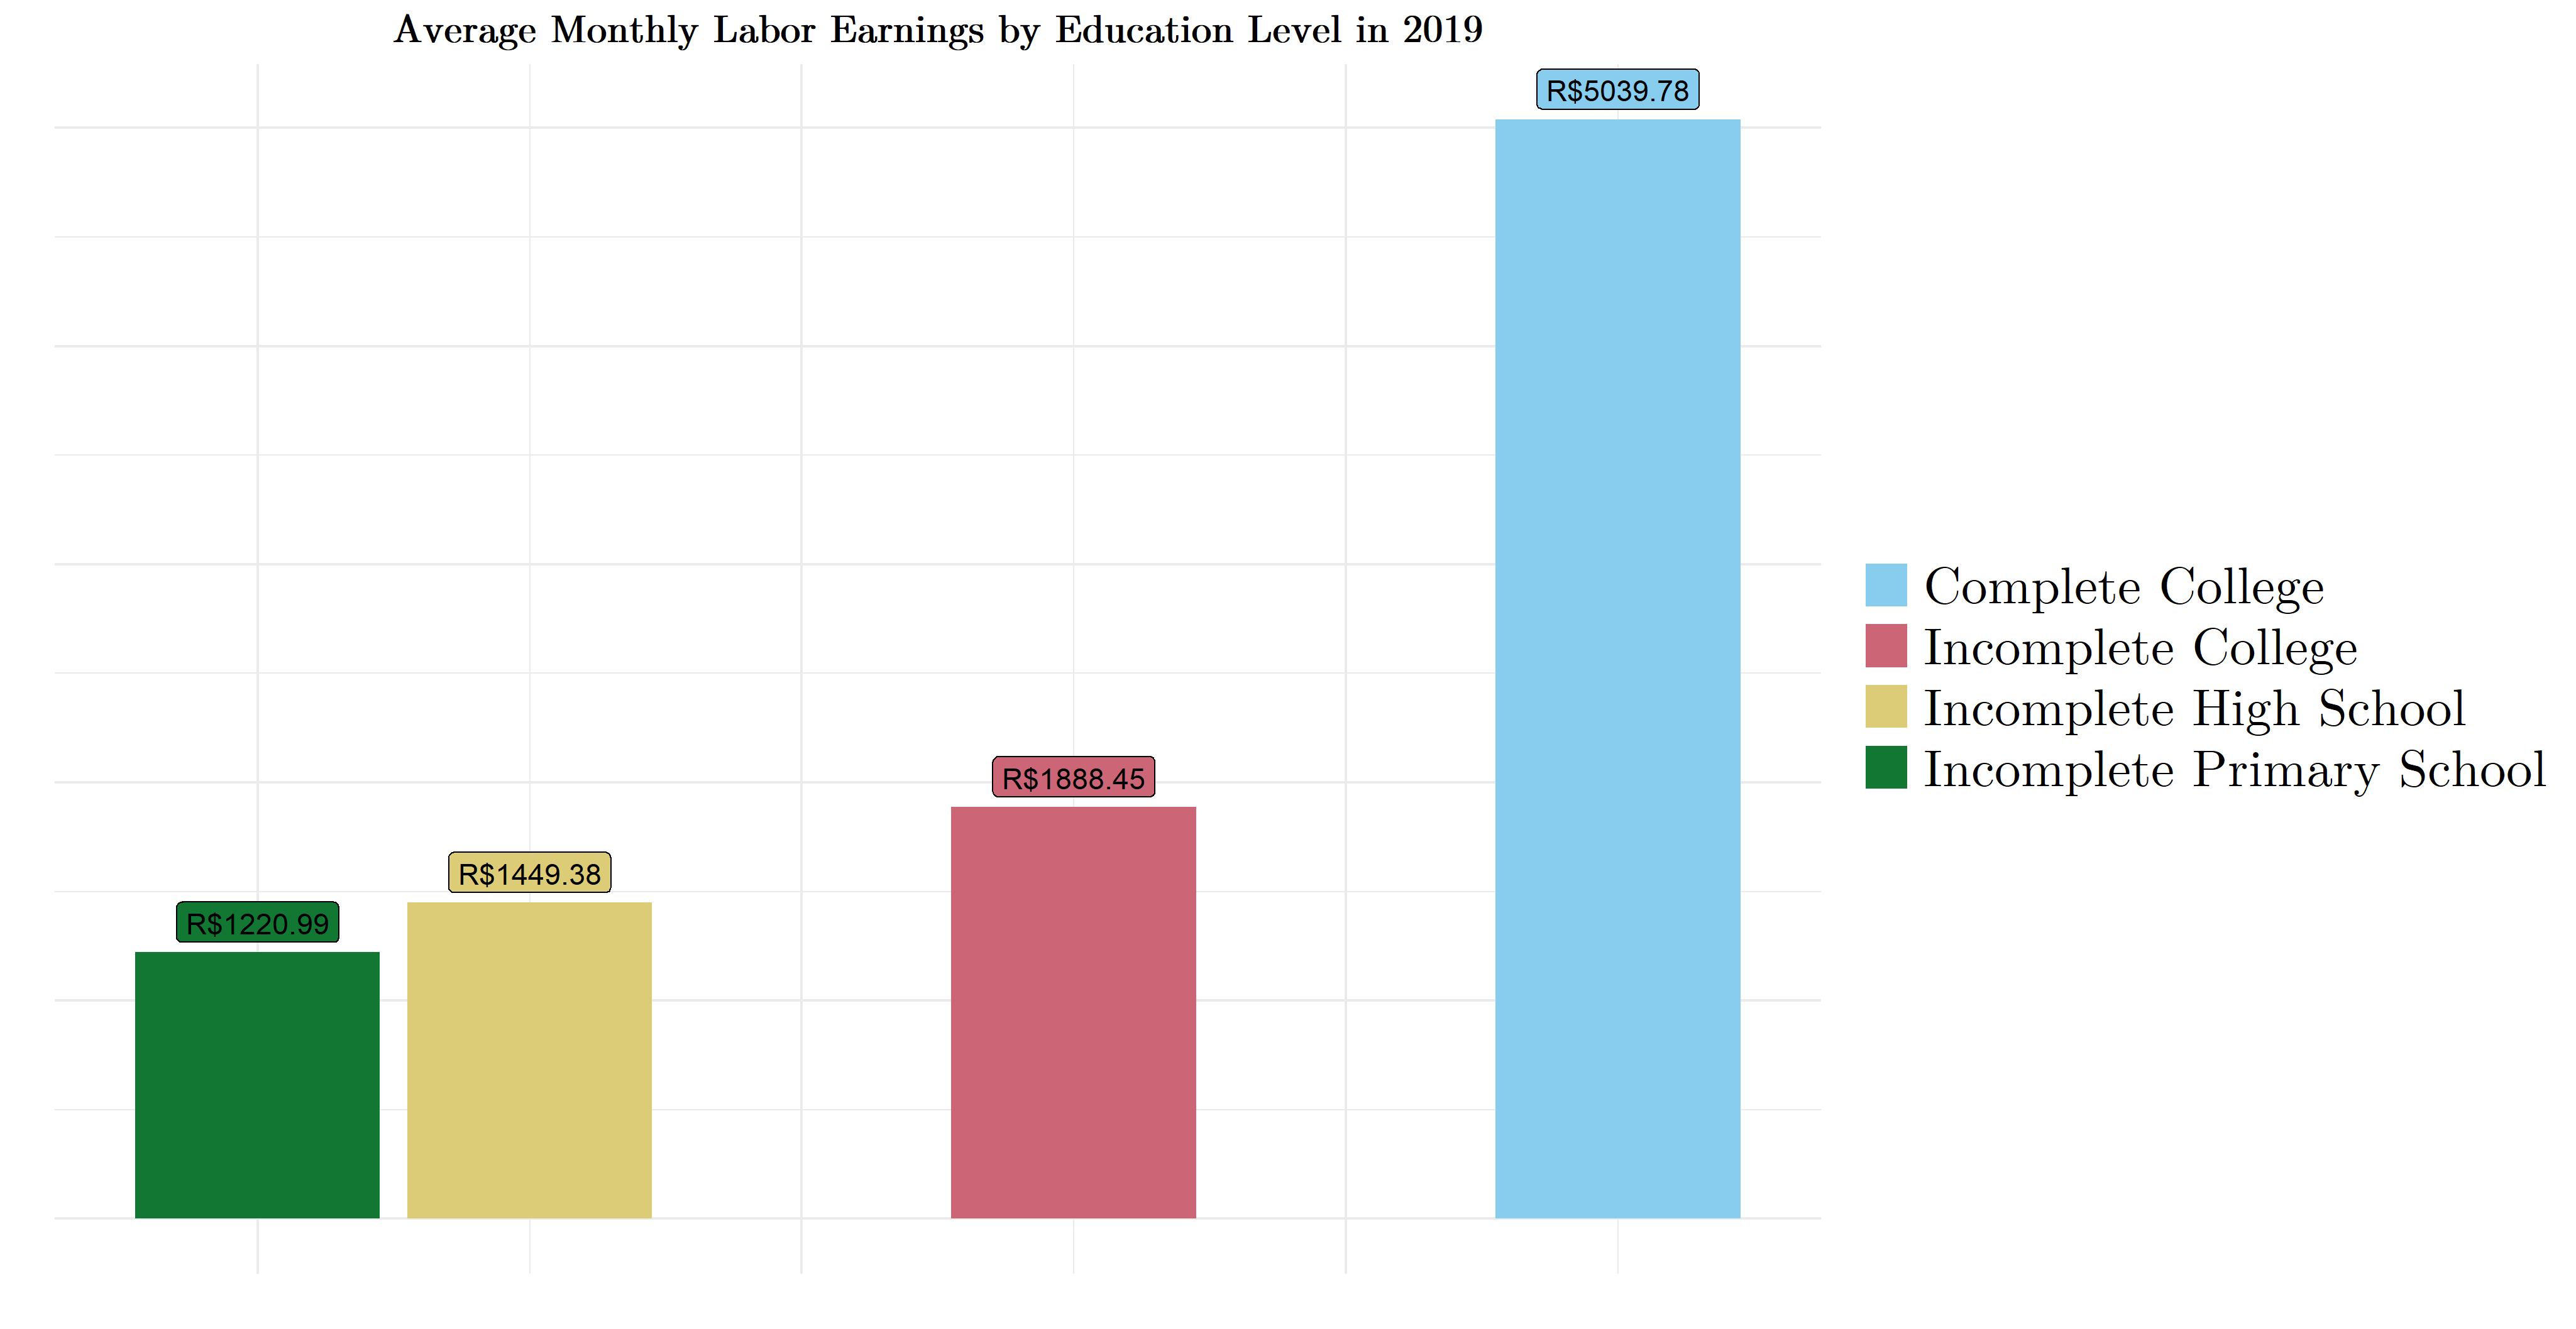 Average Monthly Labor Earnings by Education Level in 2019
R$5039.78
R$1888.45
R$1449.38
R$1220.99
Complete College
Incomplete College
Incomplete High School
Incomplete Primary School